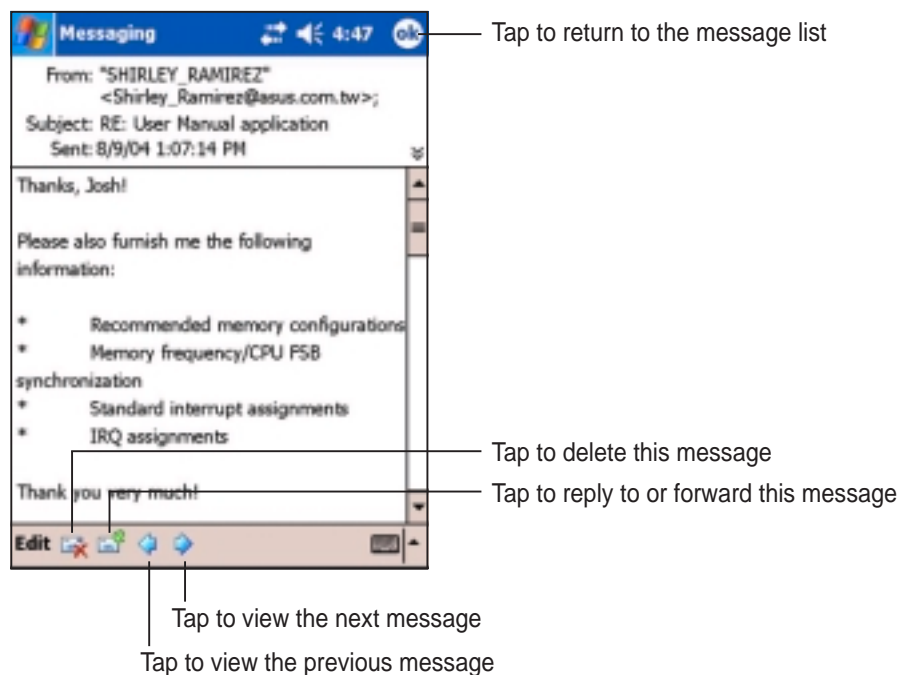 Messaging 4:47 ok
Tap to return to the message list
From: "SHIRLEY_RAMIREZ"
<Shirley_Ramirez@asus.com.tw>;
Subject: RE: User Manual application
Sent: 8/9/04 1:07:14 PM
Thanks, Josh!
Please also furnish me the following
information:
* Recommended memory configurations
* Memory frequency/CPU FSB
synchronization
* Standard interrupt assignments
* IRQ assignments
Tap to delete this message
Thank you very much!
Tap to reply to or forward this message
Edit
Tap to view the next message
Tap to view the previous message